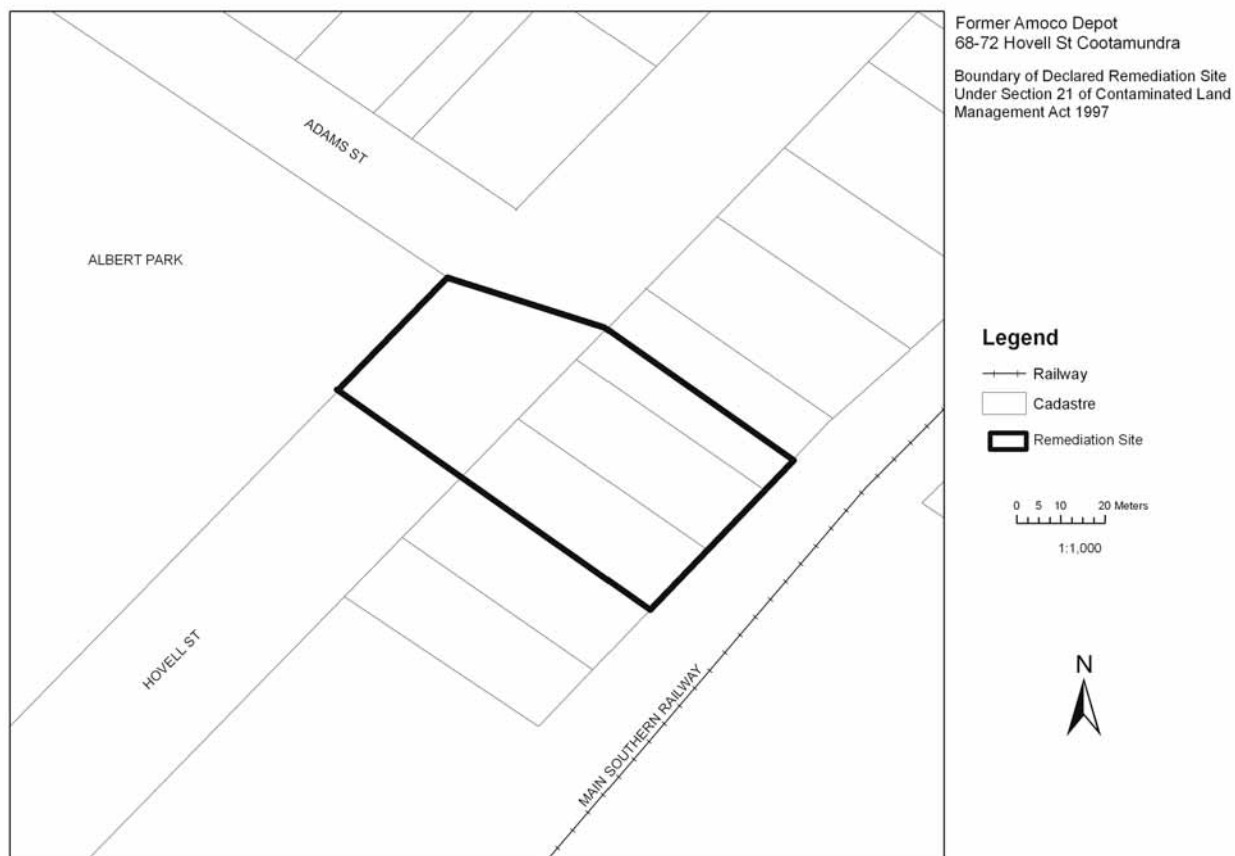 Former Amoco Depot
68-72 Hovell St Cootamundra
Boundary of Declared Remediation Site
Under Section 21 of Contaminated Land
Management Act 1997
ADAMS ST
ALBERT PARK
HOVELL ST
MAIN SOUTHERN RAILWAY
Legend
Railway
Cadastre
Remediation Site
0 5 10 20 Meters
1:1,000
N